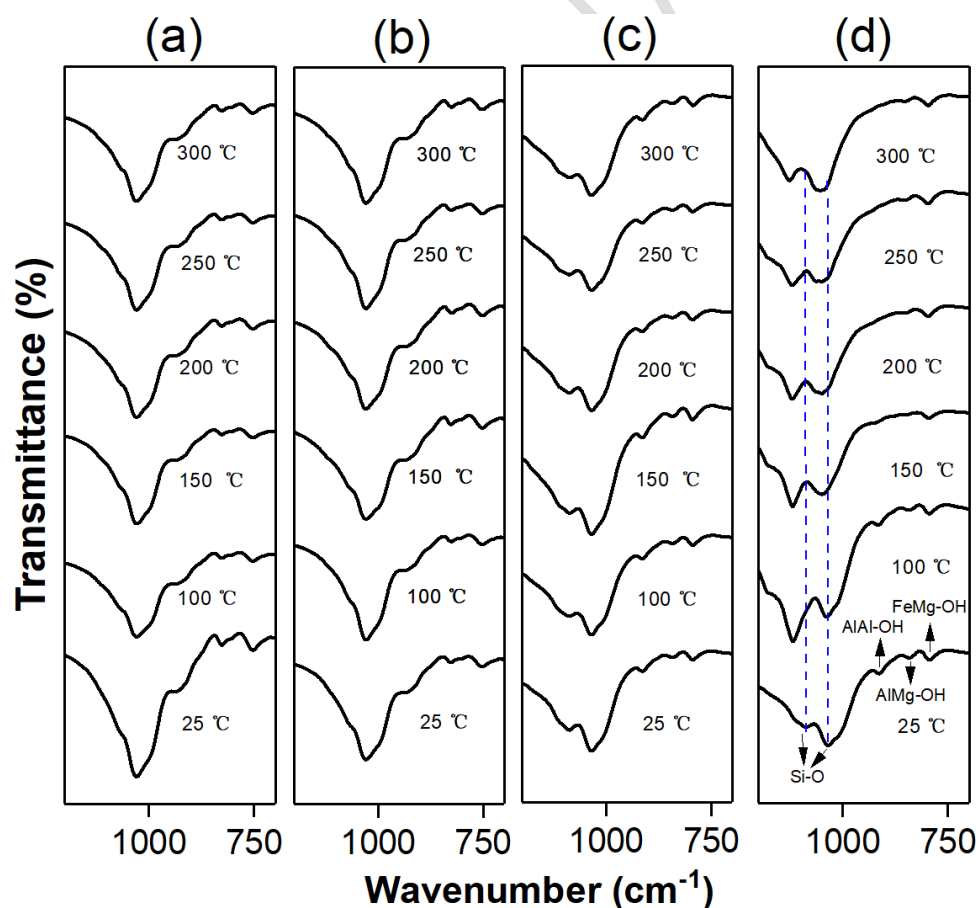 (a) (b) (c) (d)
300 ℃ 300 ℃ 300 ℃ 300 ℃
250 ℃ 250 ℃ 250 ℃ 250 ℃
200 ℃ 200 ℃ 200 ℃ 200 ℃
150 ℃ 150 ℃ 150 ℃ 150 ℃
100 ℃ 100 ℃ 100 ℃ 100 ℃
FeMg-OH
AlAl-OH
AlMg-OH
25 ℃ 25 ℃ 25 ℃ 25 ℃
Si-O
Transmittance (%)
1000 750 1000 750 1000 750 1000 750
Wavenumber (cm⁻¹)